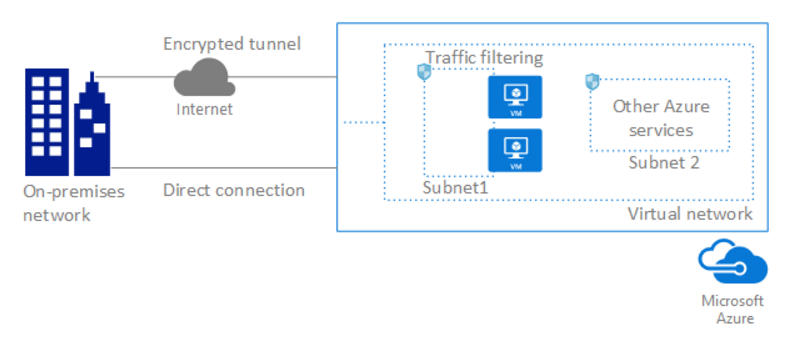 Encrypted tunnel
Internet
On-premises
network
Direct connection
Traffic filtering
VM
VM
Subnet1
Other Azure
services
Subnet 2
Virtual network
Microsoft
Azure